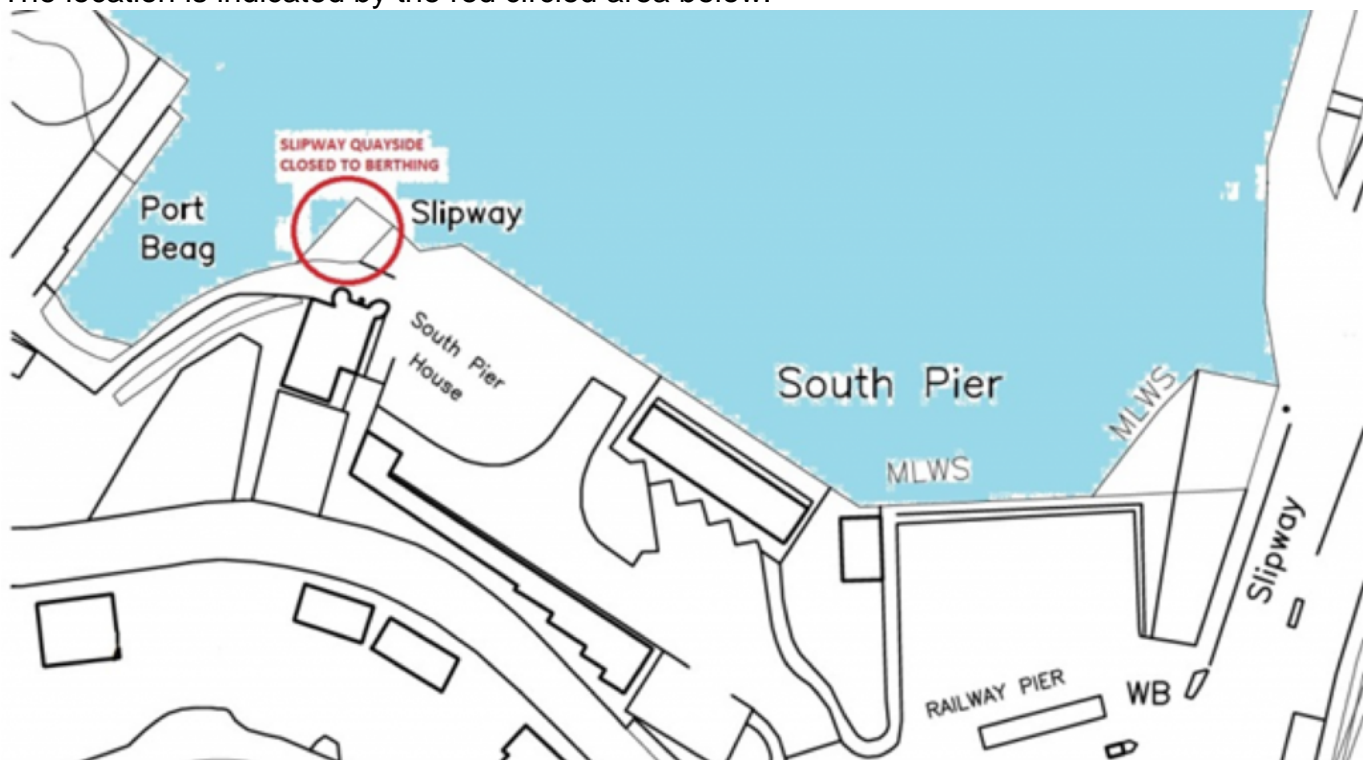 The location is indicated by the red circled area below.
SLIPWAY QUAYSIDE
CLOSED TO BERTHING
Port
Beag
Slipway
South Pier
House
South Pier
MLWS
MLWS
Slipway
RAILWAY PIER
WB